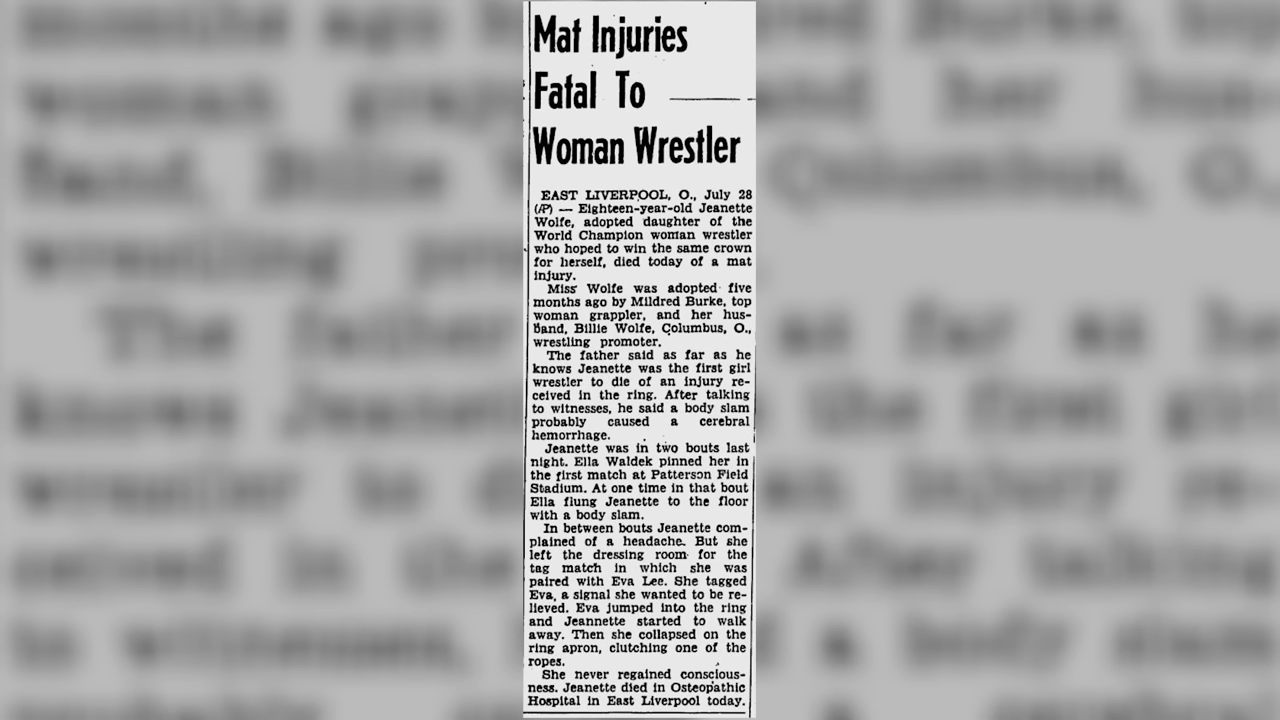 Mat Injuries
Fatal To
Woman Wrestler
EAST LIVERPOOL, O., July 28
(AP) — Eighteen-year-old Jeanette
Wolfe, adopted daughter of the
World Champion woman wrestler
who hoped to win the same crown
for herself, died today of a mat
injury.
Miss Wolfe was adopted five
months ago by Mildred Burke, top
woman grappler, and her hus-
band, Billie Wolfe, Columbus, O.,
wrestling promoter.
The father said as far as he
knows Jeanette was the first girl
wrestler to die of an injury re-
ceived in the ring. After talking
to witnesses, he said a body slam
probably caused a cerebral
hemorrhage.
Jeanette was in two bouts last
night. Ella Waldek pinned her in
the first match at Patterson Field
Stadium. At one time in that bout
Ella flung Jeanette to the floor
with a body slam.
In between bouts Jeanette com-
plained of a headache. But she
left the dressing room for the
tag match in which she was
paired with Eva Lee. She tagged
Eva, a signal she wanted to be re-
lieved. Eva jumped into the ring
and Jeannette started to walk
away. Then she collapsed on the
ring apron, clutching one of the
ropes.
She never regained conscious-
ness. Jeanette died in Osteopathic
Hospital in East Liverpool today.